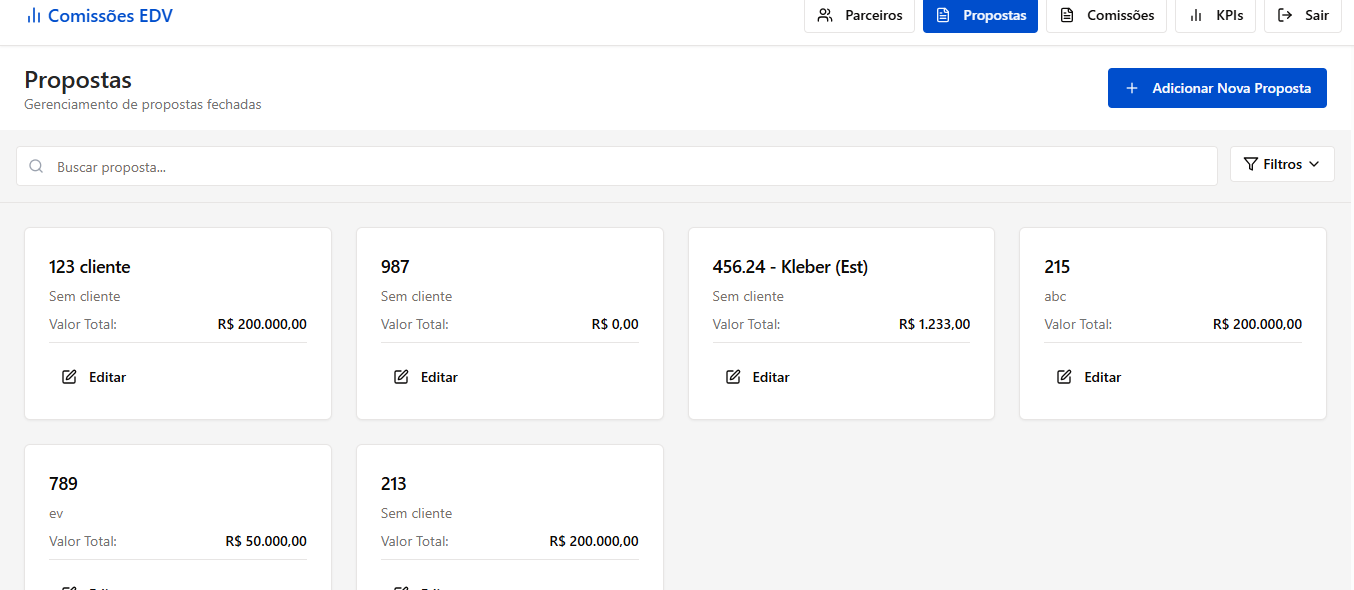 Comissões EDV
Parceiros
Propostas
Comissões
KPIs
Sair
Propostas
Gerenciamento de propostas fechadas
Adicionar Nova Proposta
Buscar proposta...
Filtros
123 cliente
Sem cliente
Valor Total: R$ 200.000,00
Editar
987
Sem cliente
Valor Total: R$ 0,00
Editar
456.24 - Kleber (Est)
Sem cliente
Valor Total: R$ 1.233,00
Editar
215
abc
Valor Total: R$ 200.000,00
Editar
789
ev
Valor Total: R$ 50.000,00
213
Sem cliente
Valor Total: R$ 200.000,00